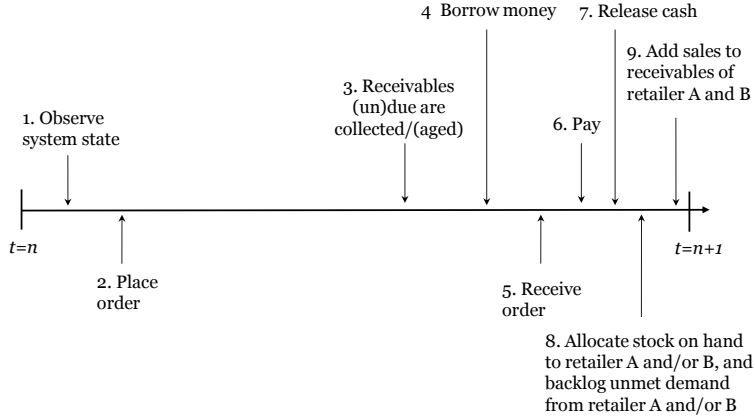 4 Borrow money
7. Release cash
9. Add sales to
receivables of
retailer A and B
3. Receivables
(un)due are
collected/(aged)
1. Observe
system state
6. Pay
t=n
t=n+1
2. Place
order
5. Receive
order
8. Allocate stock on hand
to retailer A and/or B, and
backlog unmet demand
from retailer A and/or B